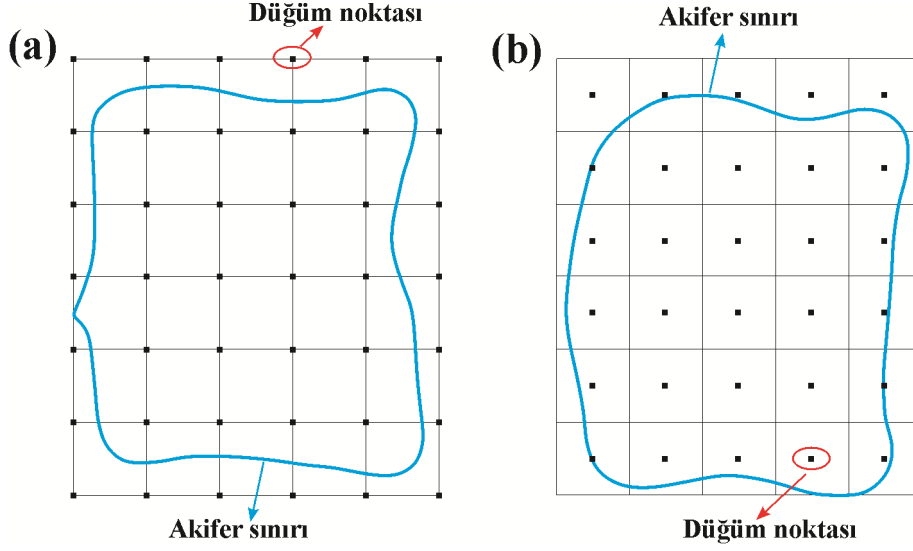 (a)
Düğüm noktası
Akifer sınırı
(b)
Akifer sınırı
Düğüm noktası